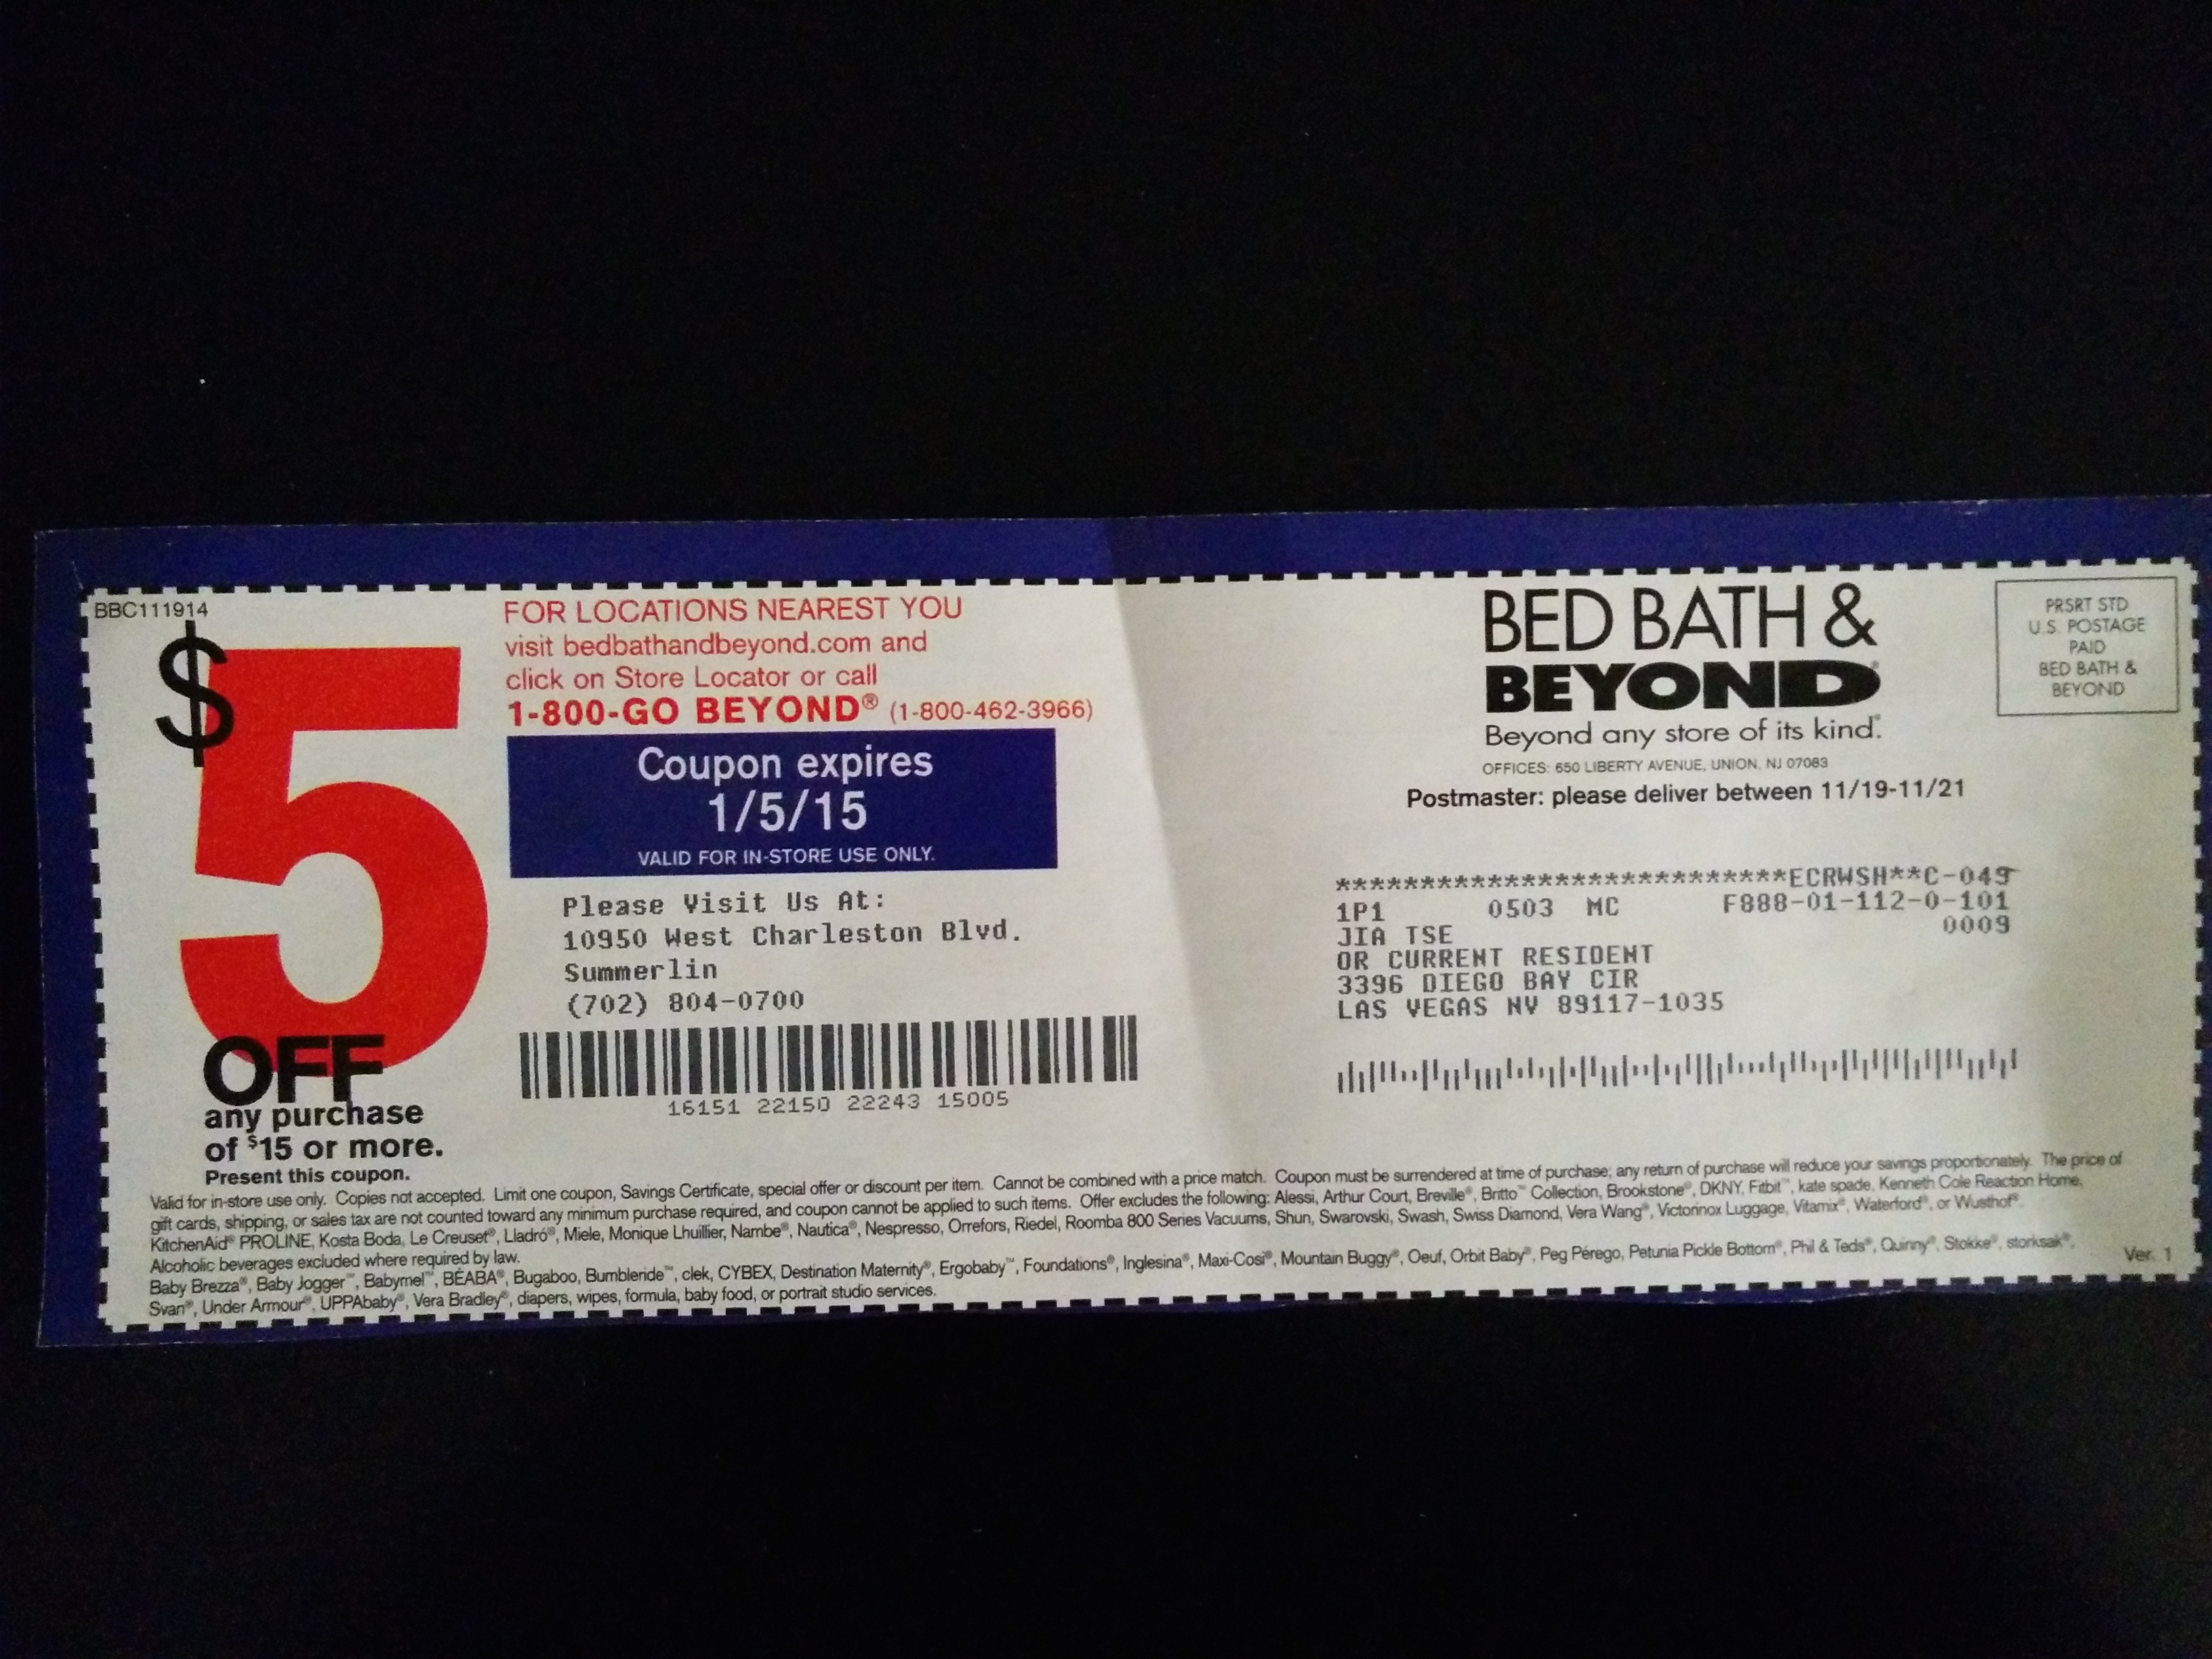 BBC111914
$5
OFF
any purchase
of $15 or more.
Present this coupon.
FOR LOCATIONS NEAREST YOU
visit bedbathandbeyond.com and
click on Store Locator or call
1-800-GO BEYOND® (1-800-462-3966)
Coupon expires
1/5/15
VALID FOR IN-STORE USE ONLY.
Please Visit Us At:
10950 West Charleston Blvd.
Summerlin
(702) 804-0700
16151 22150 22243 15005
BED BATH &
BEYOND®
Beyond any store of its kind.®
OFFICES: 650 LIBERTY AVENUE, UNION, NJ 07083
Postmaster: please deliver between 11/19-11/21
PRSRT STD
U.S. POSTAGE
PAID
BED BATH &
BEYOND
***************************ECRWSH**C-049
1P1 0503 MC F888-01-112-0-101
JIA TSE 0009
OR CURRENT RESIDENT
3396 DIEGO BAY CIR
LAS VEGAS NV 89117-1035
Valid for in-store use only. Copies not accepted. Limit one coupon, Savings Certificate, special offer or discount per item. Cannot be combined with a price match. Coupon must be surrendered at time of purchase; any return of purchase will reduce your savings proportionately. The price of
gift cards, shipping, or sales tax are not counted toward any minimum purchase required, and coupon cannot be applied to such items. Offer excludes the following: Alessi, Arthur Court, Breville®, Britto™ Collection, Brookstone®, DKNY, Fitbit™, kate spade, Kenneth Cole Reaction Home,
KitchenAid® PROLINE, Kosta Boda, Le Creuset®, Lladró®, Miele, Monique Lhuillier, Nambe®, Nautica®, Nespresso, Orrefors, Riedel, Roomba 800 Series Vacuums, Shun, Swarovski, Swash, Swiss Diamond, Vera Wang®, Victorinox Luggage, Vitamix®, Waterford®, or Wusthof®.
Alcoholic beverages excluded where required by law.
Baby Brezza®, Baby Jogger™, Babymel™, BÉABA®, Bugaboo, Bumbleride™, clek, CYBEX, Destination Maternity®, Ergobaby™, Foundations®, Inglesina®, Maxi-Cosi®, Mountain Buggy®, Oeuf, Orbit Baby®, Peg Pérego, Petunia Pickle Bottom®, Phil & Teds®, Quinny®, Stokke®, storksak®,
Svan®, Under Armour®, UPPAbaby®, Vera Bradley®, diapers, wipes, formula, baby food, or portrait studio services.
Ver. 1